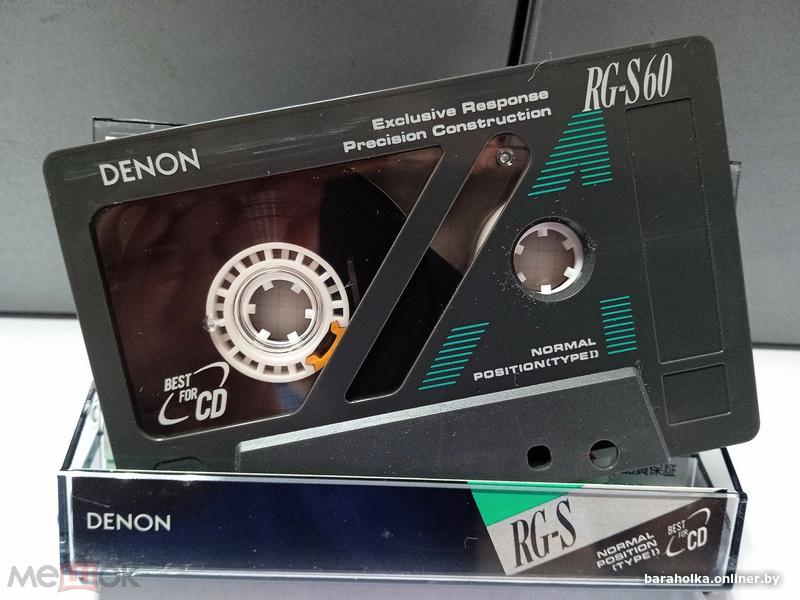 RG-S60
Exclusive Response
Precision Construction
DENON
NORMAL
POSITION(TYPE I)
BEST
FOR
CD
DENON
RG-S
NORMAL
POSITION
(TYPE I)
BEST
FOR
CD
мешок
baraholka.onliner.by